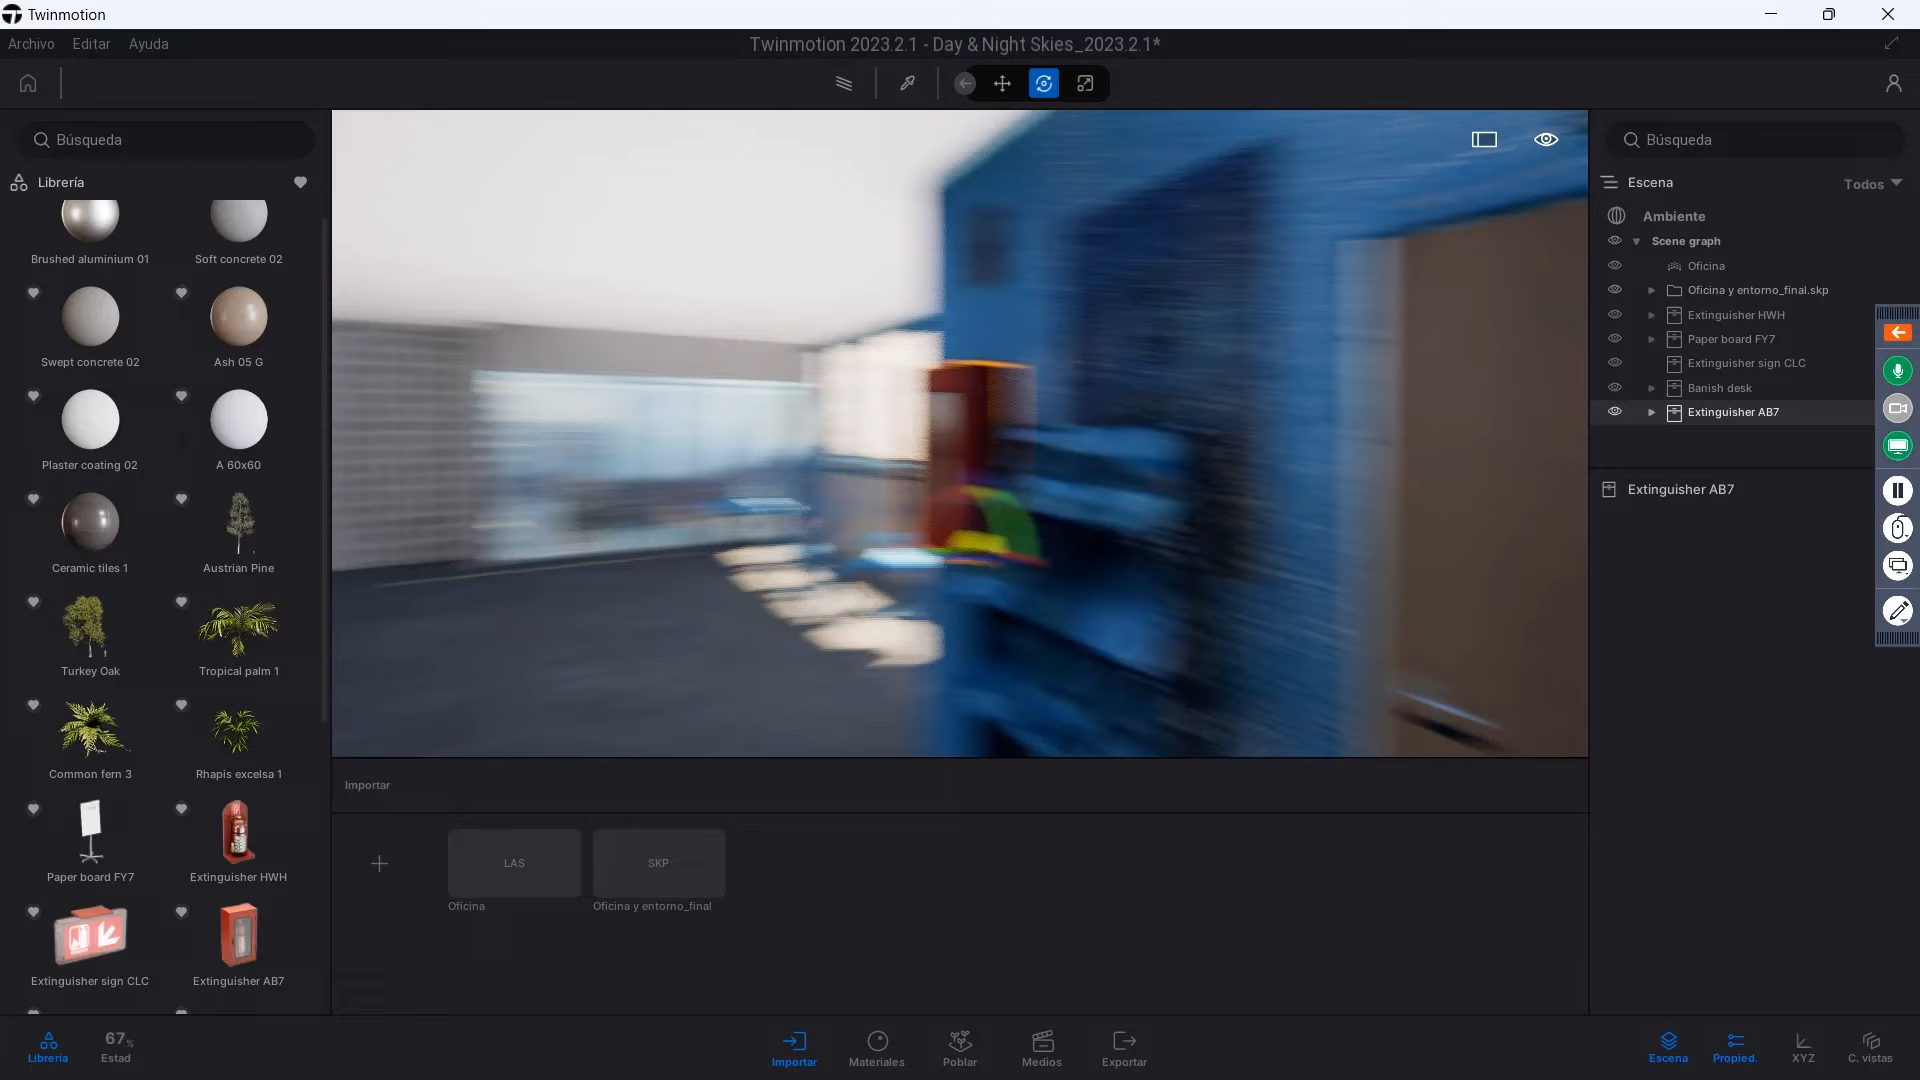 Twinmotion
Archivo Editar Ayuda
Twinmotion 2023.2.1 - Day & Night Skies_2023.2.1*
Búsqueda
Librería
Brushed aluminium 01
Soft concrete 02
Swept concrete 02
Ash 05 G
Plaster coating 02
A 60x60
Ceramic tiles 1
Austrian Pine
Turkey Oak
Tropical palm 1
Common fern 3
Rhapis excelsa 1
Paper board FY7
Extinguisher HWH
Extinguisher sign CLC
Extinguisher AB7
Importar
LAS
SKP
Oficina
Oficina y entorno_final
Búsqueda
Escena
Todos
Ambiente
Scene graph
Oficina
Oficina y entorno_final.skp
Extinguisher HWH
Paper board FY7
Extinguisher sign CLC
Banish desk
Extinguisher AB7
Extinguisher AB7
Librería
67%
Estad
Importar
Materiales
Poblar
Medios
Exportar
Escena
Propied.
XYZ
C. vistas